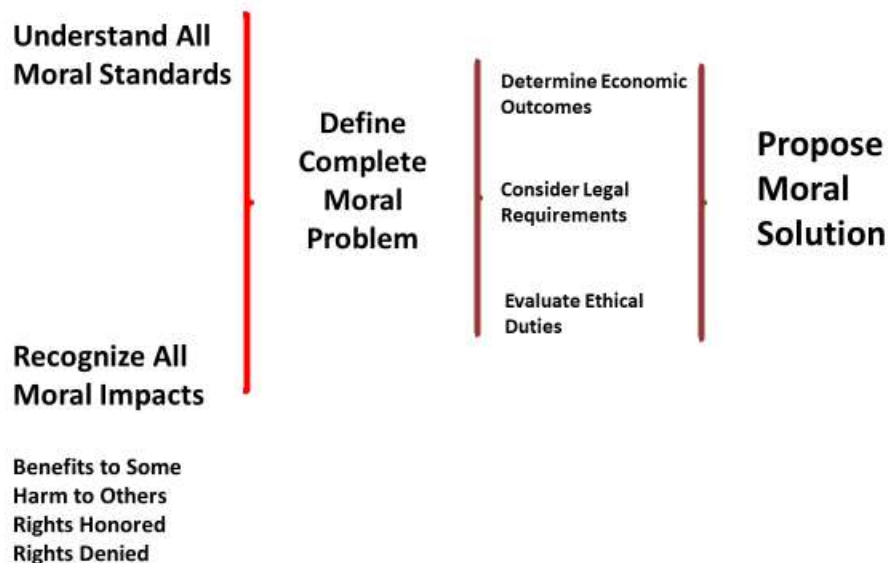 Understand All
Moral Standards
Recognize All
Moral Impacts
Benefits to Some
Harm to Others
Rights Honored
Rights Denied
Define
Complete
Moral
Problem
Determine Economic
Outcomes
Consider Legal
Requirements
Evaluate Ethical
Duties
Propose
Moral
Solution